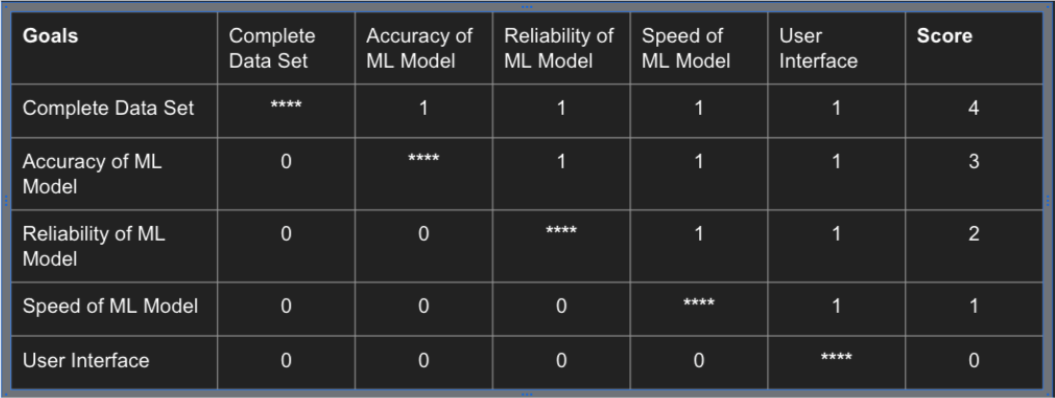 Goals Complete Data Set Accuracy of ML Model Reliability of ML Model Speed of ML Model User Interface Score
Complete Data Set **** 1 1 1 1 4
Accuracy of ML Model 0 **** 1 1 1 3
Reliability of ML Model 0 0 **** 1 1 2
Speed of ML Model 0 0 0 **** 1 1
User Interface 0 0 0 0 **** 0